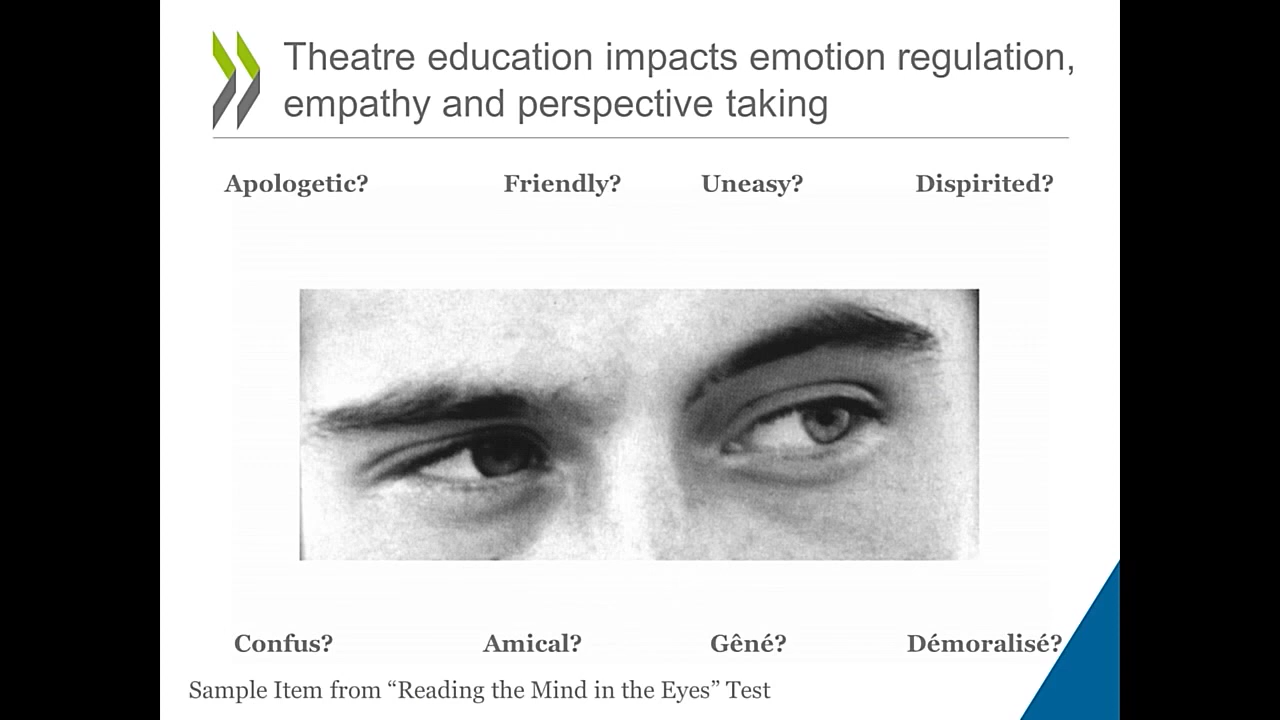 Theatre education impacts emotion regulation,
empathy and perspective taking
Apologetic? Friendly? Uneasy? Dispirited?
Confus? Amical? Gêné? Démoralisé?
Sample Item from “Reading the Mind in the Eyes” Test